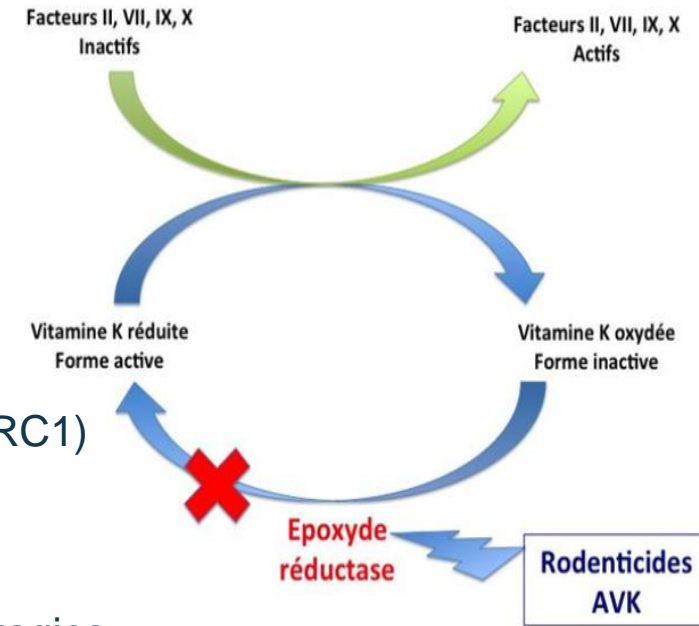 Facteurs II, VII, IX, X
Inactifs
Facteurs II, VII, IX, X
Actifs
Vitamine K réduite
Forme active
Vitamine K oxydée
Forme inactive
RC1)
Epoxyde
réductase
Rodenticides
AVK